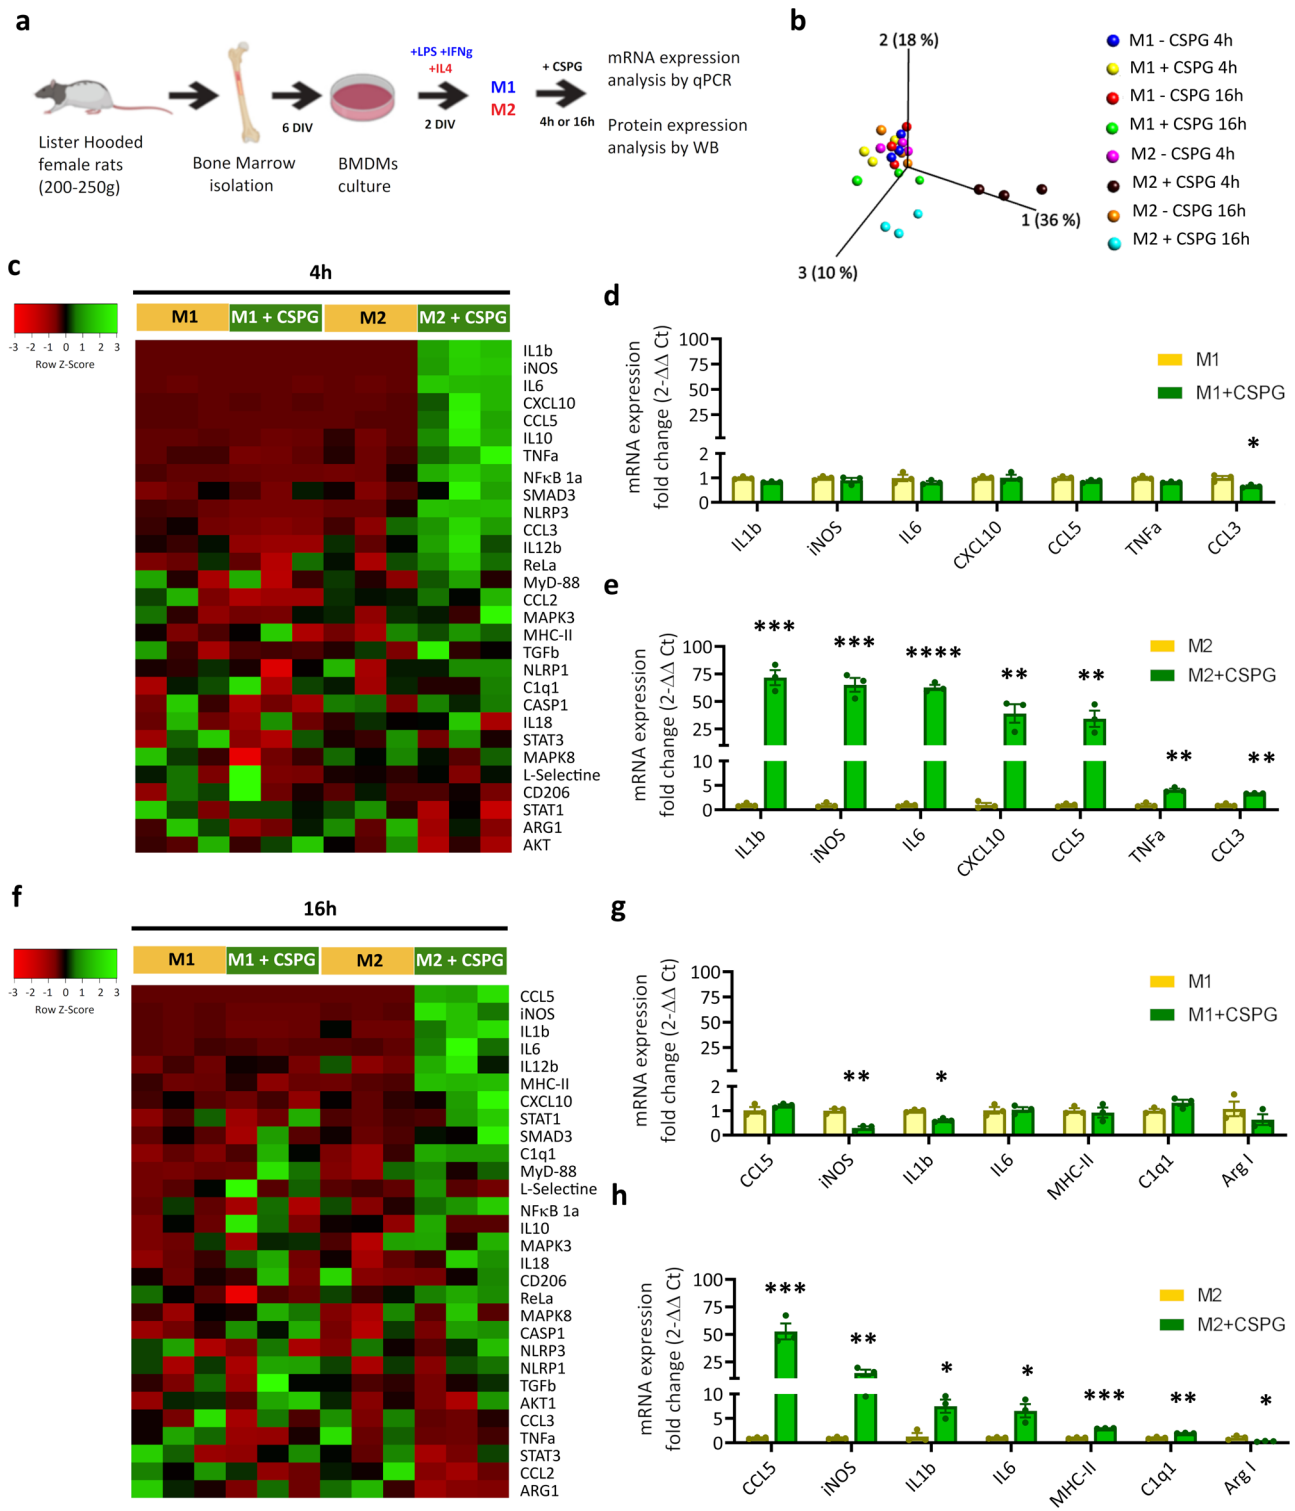 a
+LPS +IFNg
+IL4
M1
M2
+ CSPG
6 DIV
2 DIV
4h or 16h
Lister Hooded
female rats
(200-250g)
Bone Marrow
isolation
BMDMs
culture
mRNA expression
analysis by qPCR
Protein expression
analysis by WB
b
2 (18 %)
1 (36 %)
3 (10 %)
M1 - CSPG 4h
M1 + CSPG 4h
M1 - CSPG 16h
M1 + CSPG 16h
M2 - CSPG 4h
M2 + CSPG 4h
M2 - CSPG 16h
M2 + CSPG 16h
c
4h
-3 -2 -1 0 1 2 3
Row Z-Score
M1 M1 + CSPG M2 M2 + CSPG
IL1b
iNOS
IL6
CXCL10
CCL5
IL10
TNFa
NFκB 1a
SMAD3
NLRP3
CCL3
IL12b
ReLa
MyD-88
CCL2
MAPK3
MHC-II
TGFb
NLRP1
C1q1
CASP1
IL18
STAT3
MAPK8
L-Selectine
CD206
STAT1
ARG1
AKT
d
mRNA expression
fold change (2-ΔΔ Ct)
100
75
50
25
2
1
0
M1
M1+CSPG
*
IL1b iNOS IL6 CXCL10 CCL5 TNFa CCL3
e
mRNA expression
fold change (2-ΔΔ Ct)
100
75
50
25
10
5
0
M2
M2+CSPG
*** *** **** ** ** ** **
IL1b iNOS IL6 CXCL10 CCL5 TNFa CCL3
f
16h
-3 -2 -1 0 1 2 3
Row Z-Score
M1 M1 + CSPG M2 M2 + CSPG
CCL5
iNOS
IL1b
IL6
IL12b
MHC-II
CXCL10
STAT1
SMAD3
C1q1
MyD-88
L-Selectine
NFκB 1a
IL10
MAPK3
IL18
CD206
ReLa
MAPK8
CASP1
NLRP3
NLRP1
TGFb
AKT1
CCL3
TNFa
STAT3
CCL2
ARG1
g
mRNA expression
fold change (2-ΔΔ Ct)
100
75
50
25
2
1
0
M1
M1+CSPG
** *
CCL5 iNOS IL1b IL6 MHC-II C1q1 Arg I
h
mRNA expression
fold change (2-ΔΔ Ct)
100
75
50
25
10
5
0
M2
M2+CSPG
*** ** * * *** ** *
CCL5 iNOS IL1b IL6 MHC-II C1q1 Arg I